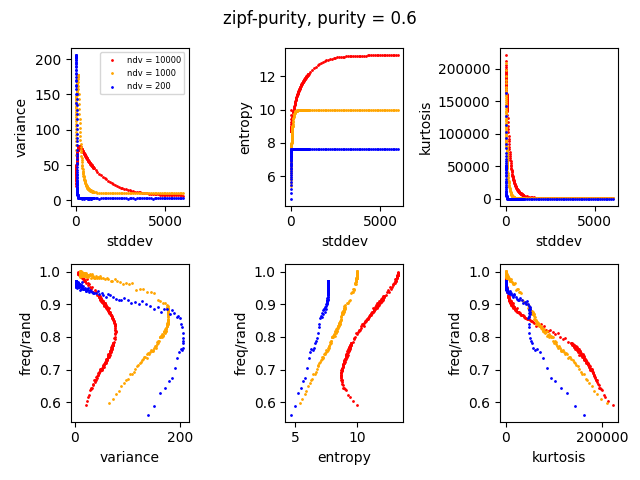 zipf-purity, purity = 0.6
variance
200
150
100
50
0
0
5000
stddev
ndv = 10000
ndv = 1000
ndv = 200
entropy
12
10
8
6
0
5000
stddev
kurtosis
200000
150000
100000
50000
0
0
5000
stddev
freq/rand
1.0
0.9
0.8
0.7
0.6
0
200
variance
freq/rand
1.0
0.9
0.8
0.7
0.6
5
10
entropy
freq/rand
1.0
0.9
0.8
0.7
0.6
0
200000
kurtosis